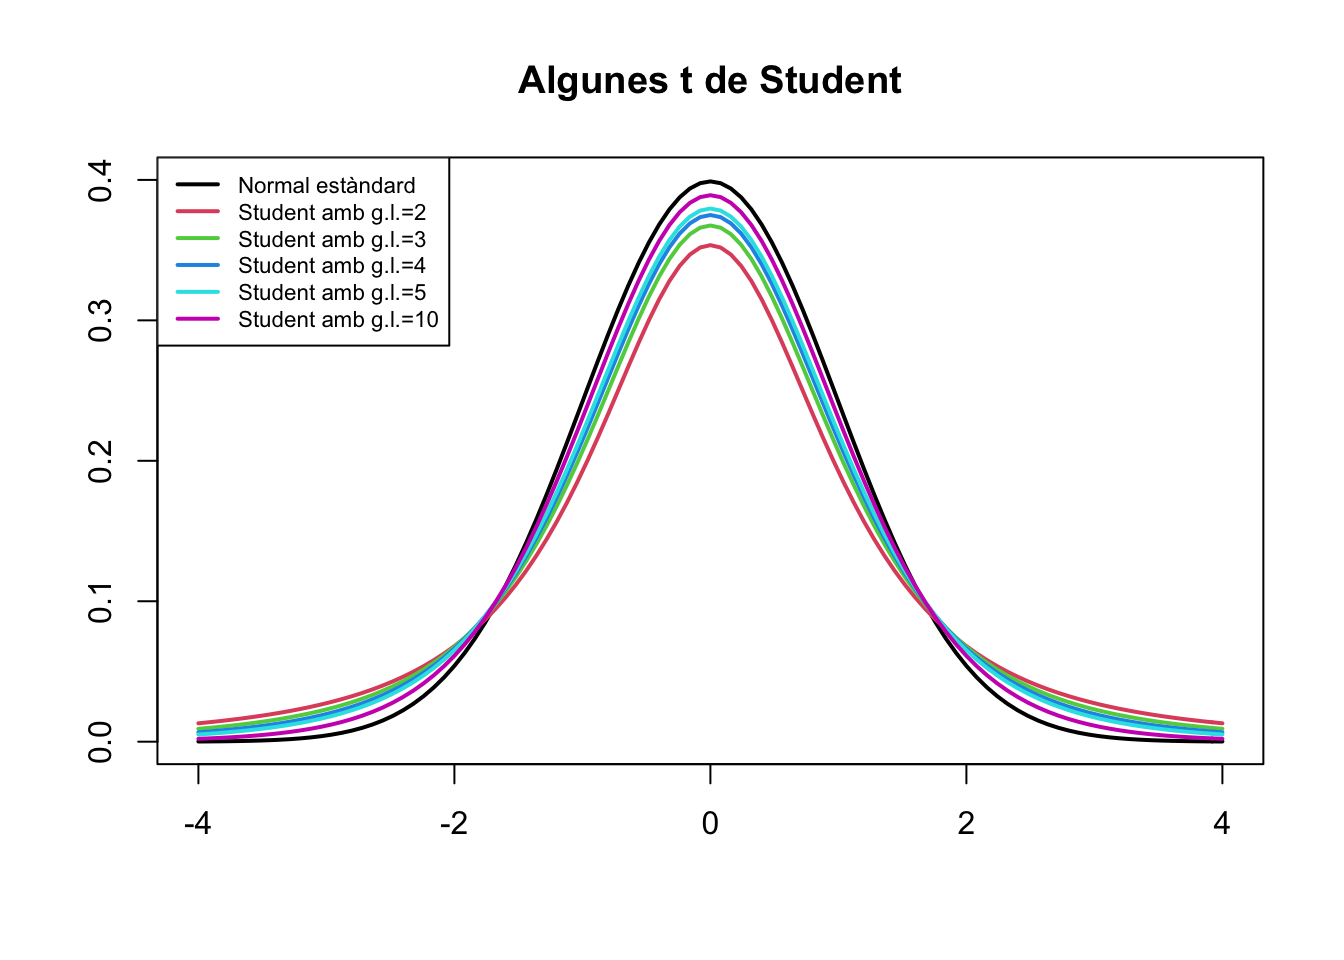 Algunes t de Student
Normal estàndard
Student amb g.l.=2
Student amb g.l.=3
Student amb g.l.=4
Student amb g.l.=5
Student amb g.l.=10
0.4
0.3
0.2
0.1
0.0
-4 -2 0 2 4